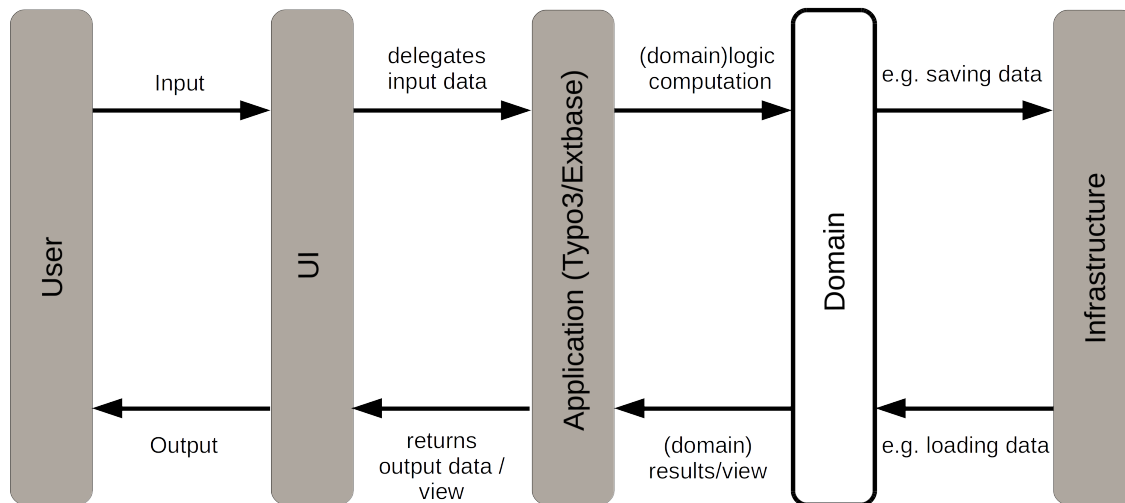 Input
delegates
input data
(domain)logic
computation
e.g. saving data
User
UI
Application (Typo3/Extbase)
Domain
Infrastructure
Output
returns
output data /
view
(domain)
results/view
e.g. loading data